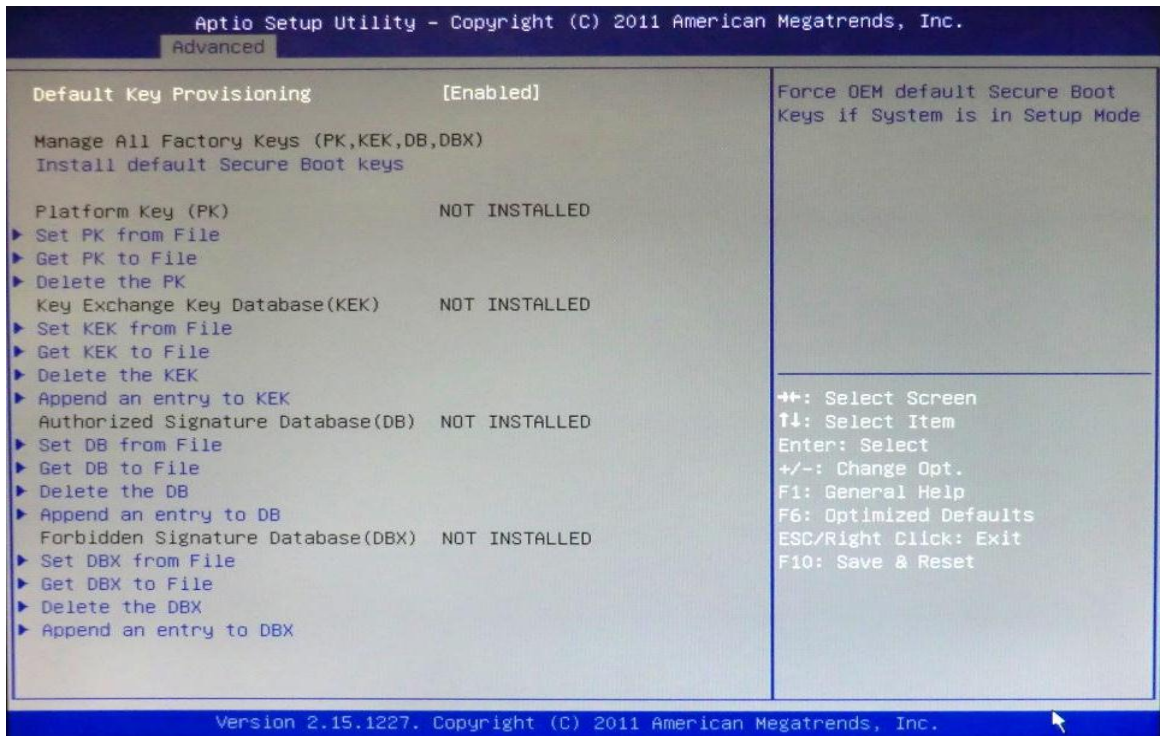 Aptio Setup Utility – Copyright (C) 2011 American Megatrends, Inc.
Advanced
Default Key Provisioning [Enabled]
Manage All Factory Keys (PK,KEK,DB,DBX)
Install default Secure Boot keys
Platform Key (PK) NOT INSTALLED
Set PK from File
Get PK to File
Delete the PK
Key Exchange Key Database(KEK) NOT INSTALLED
Set KEK from File
Get KEK to File
Delete the KEK
Append an entry to KEK
Authorized Signature Database(DB) NOT INSTALLED
Set DB from File
Get DB to File
Delete the DB
Append an entry to DB
Forbidden Signature Database(DBX) NOT INSTALLED
Set DBX from File
Get DBX to File
Delete the DBX
Append an entry to DBX
Force OEM default Secure Boot
Keys if System is in Setup Mode
→←: Select Screen
↑↓: Select Item
Enter: Select
+/-: Change Opt.
F1: General Help
F6: Optimized Defaults
ESC/Right Click: Exit
F10: Save & Reset
Version 2.15.1227. Copyright (C) 2011 American Megatrends, Inc.